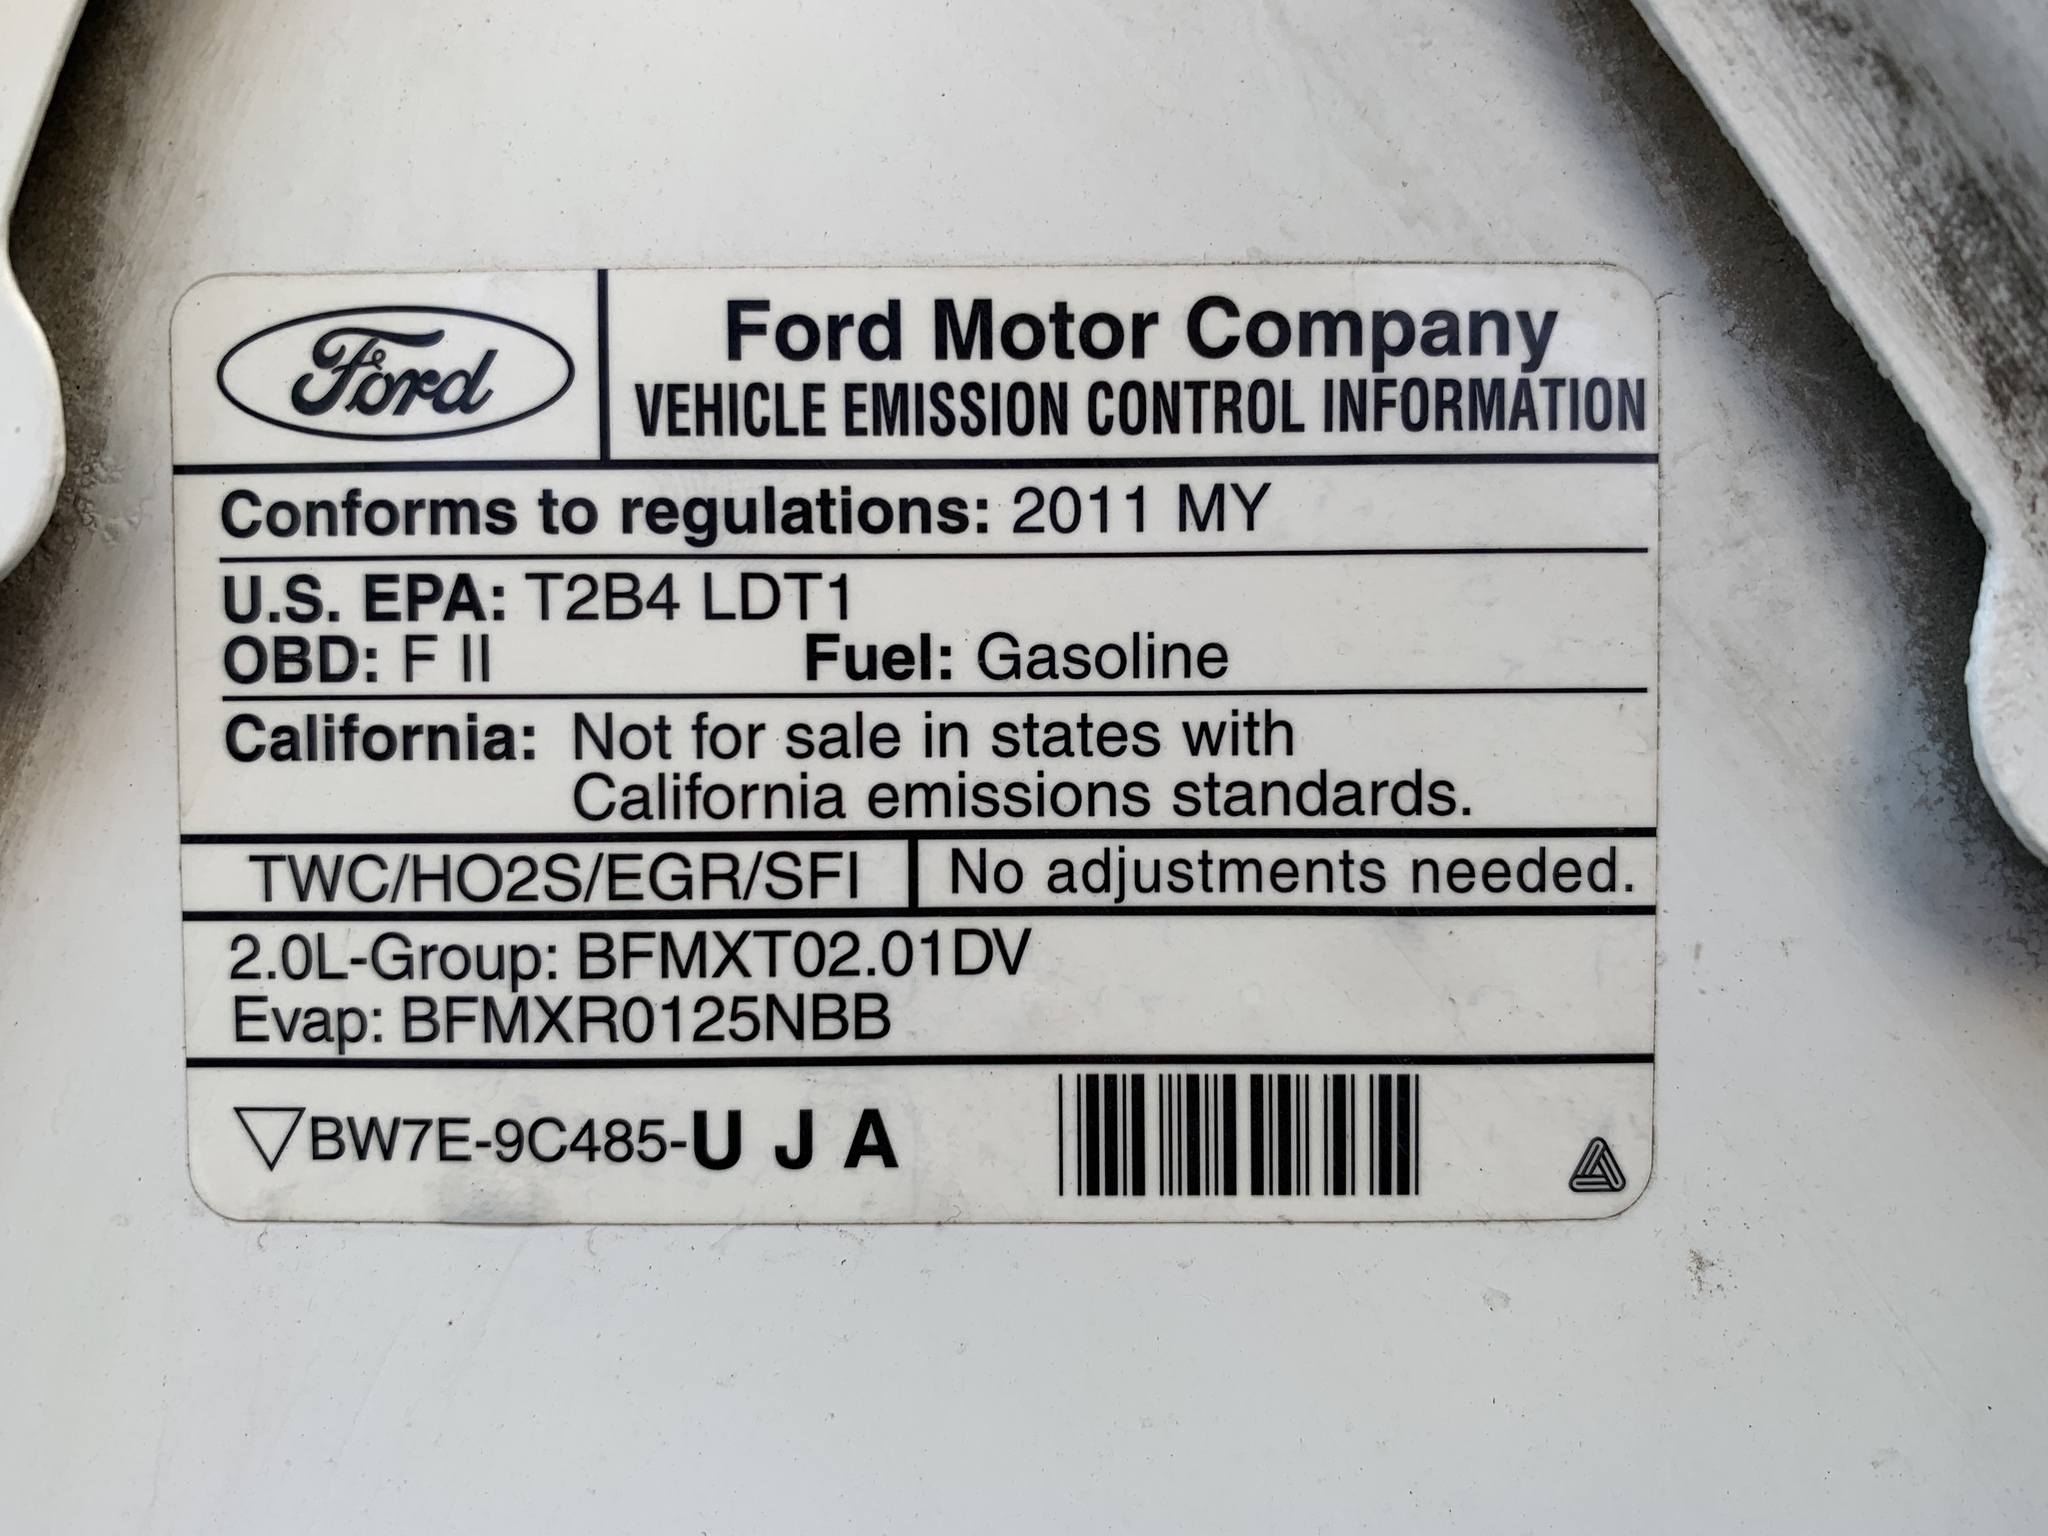 Ford
Ford Motor Company
VEHICLE EMISSION CONTROL INFORMATION
Conforms to regulations: 2011 MY
U.S. EPA: T2B4 LDT1
OBD: F II Fuel: Gasoline
California: Not for sale in states with
California emissions standards.
TWC/HO2S/EGR/SFI No adjustments needed.
2.0L-Group: BFMXT02.01DV
Evap: BFMXR0125NBB
BW7E-9C485-U J A